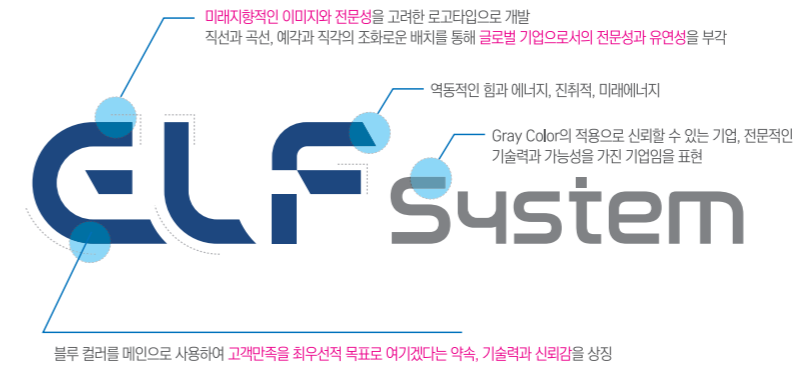 미래지향적인 이미지와 전문성을 고려한 로고타입으로 개발
직선과 곡선, 예각과 직각의 조화로운 배치를 통해 글로벌 기업으로서의 전문성과 유연성을 부각
역동적인 힘과 에너지, 진취적, 미래에너지
Gray Color의 적용으로 신뢰할 수 있는 기업, 전문적인
기술력과 가능성을 가진 기업임을 표현
ELF System
블루 컬러를 메인으로 사용하여 고객만족을 최우선적 목표로 여기겠다는 약속, 기술력과 신뢰감을 상징